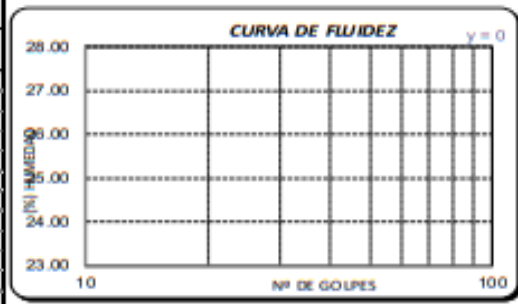 CURVA DE FLUIDEZ
y = 0
28.00
27.00
26.00
25.00
24.00
23.00
(%) HUMEDAD
10
Nº DE GOLPES
100